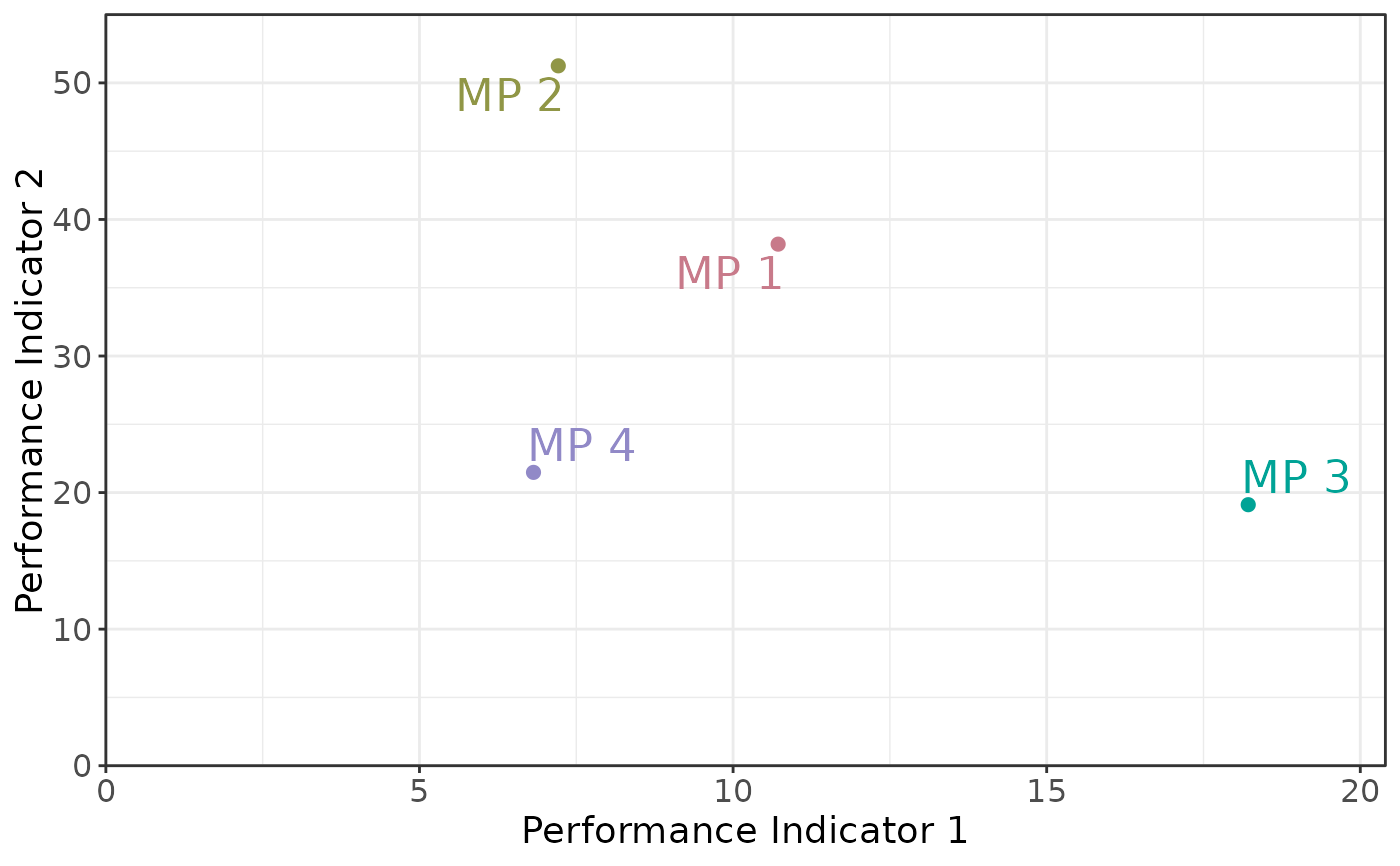 MP 2
MP 1
MP 4
MP 3
Performance Indicator 2
50
40
30
20
10
0
0 5 10 15 20
Performance Indicator 1